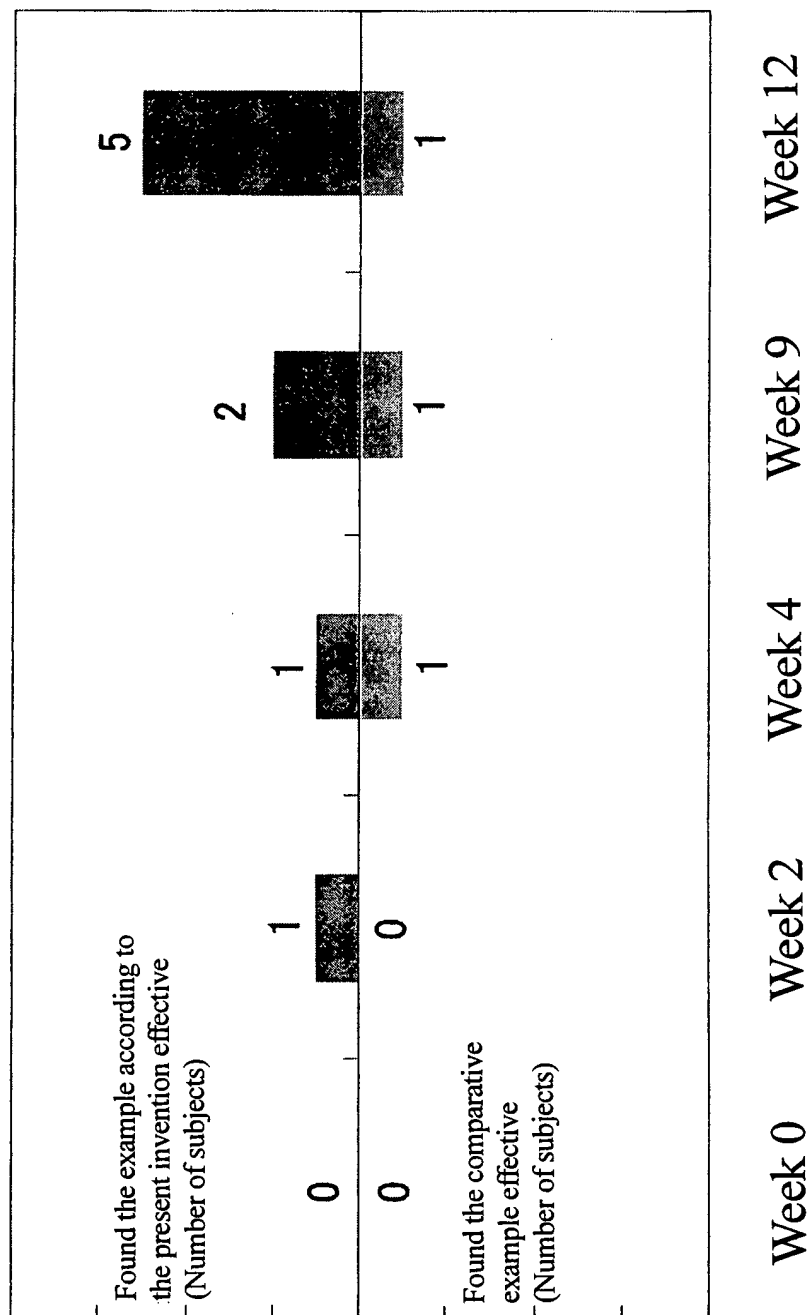 Found the example according to
the present invention effective
(Number of subjects)
0
1
1
2
5
0
0
1
1
1
Found the comparative
example effective
(Number of subjects)
Week 0
Week 2
Week 4
Week 9
Week 12